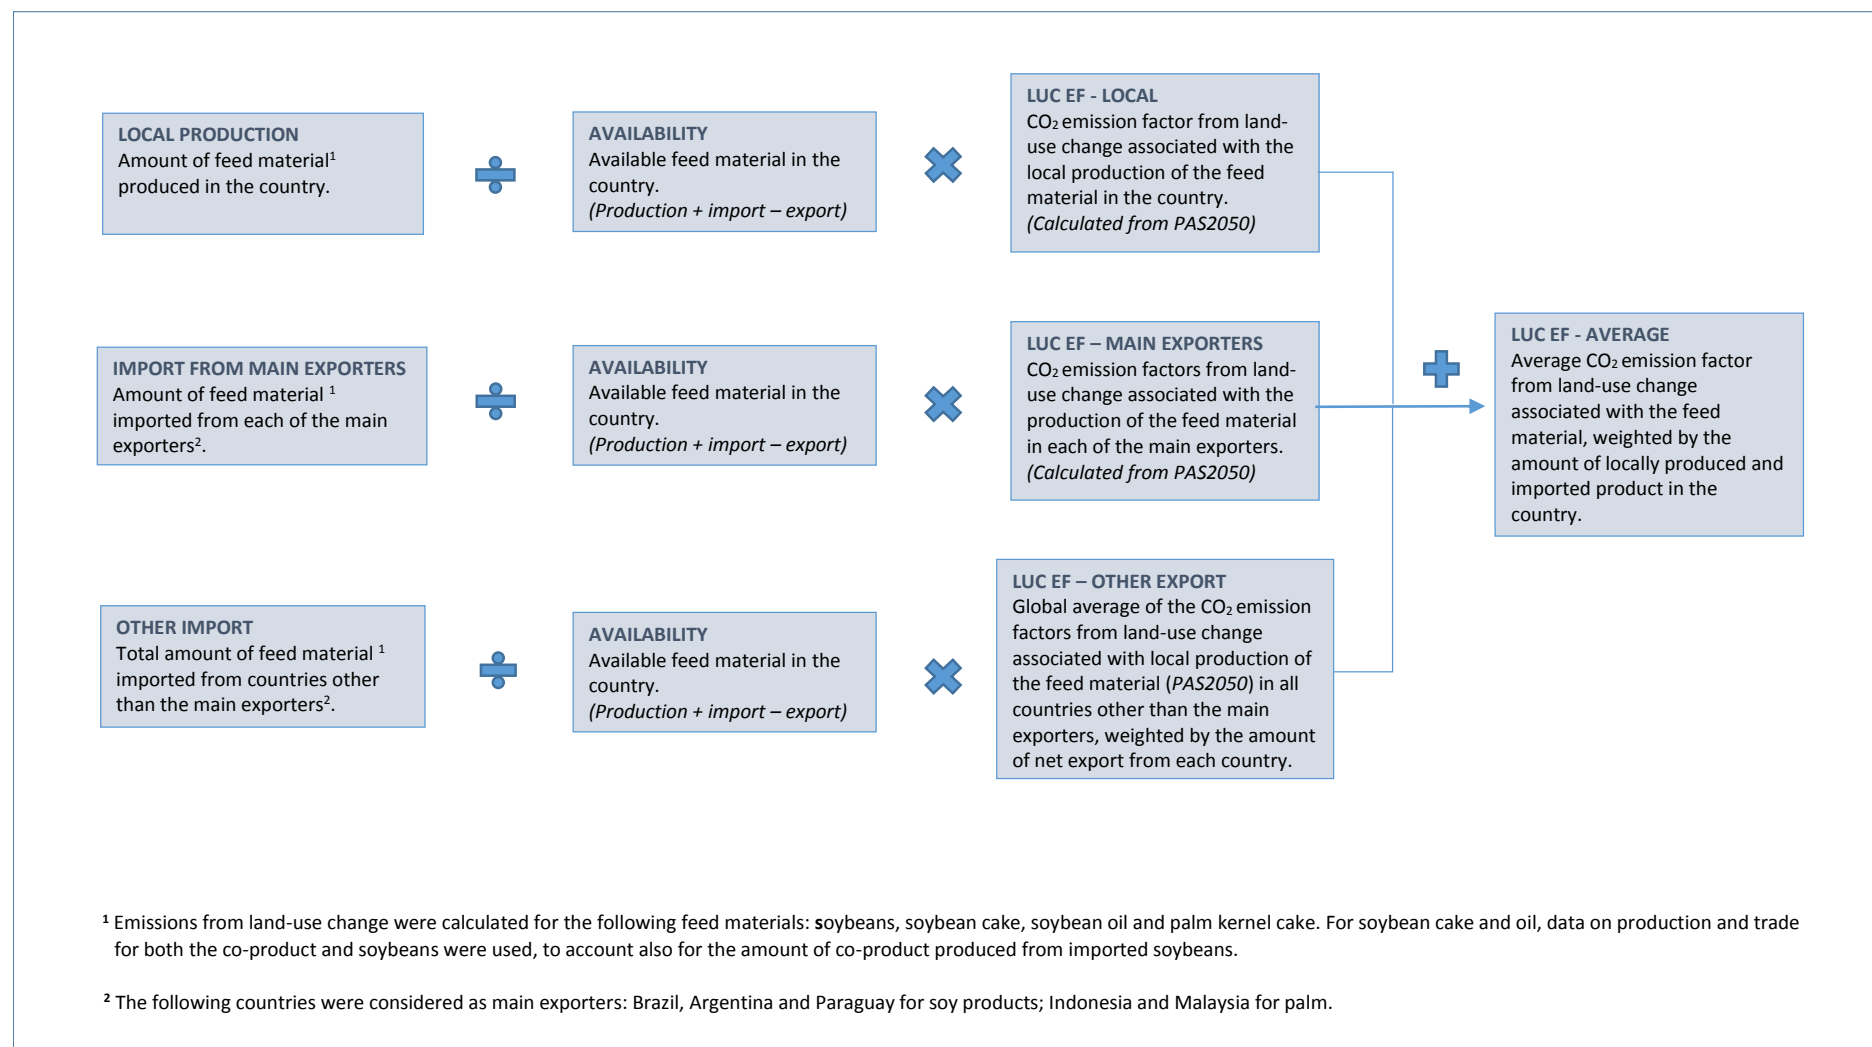 LOCAL PRODUCTION
Amount of feed material¹
produced in the country.
AVAILABILITY
Available feed material in the
country.
(Production + import – export)
LUC EF - LOCAL
CO₂ emission factor from land-
use change associated with the
local production of the feed
material in the country.
(Calculated from PAS2050)
IMPORT FROM MAIN EXPORTERS
Amount of feed material ¹
imported from each of the main
exporters².
AVAILABILITY
Available feed material in the
country.
(Production + import – export)
LUC EF – MAIN EXPORTERS
CO₂ emission factors from land-
use change associated with the
production of the feed material
in each of the main exporters.
(Calculated from PAS2050)
LUC EF - AVERAGE
Average CO₂ emission factor
from land-use change
associated with the feed
material, weighted by the
amount of locally produced and
imported product in the
country.
OTHER IMPORT
Total amount of feed material ¹
imported from countries other
than the main exporters².
AVAILABILITY
Available feed material in the
country.
(Production + import – export)
LUC EF – OTHER EXPORT
Global average of the CO₂ emission
factors from land-use change
associated with local production of
the feed material (PAS2050) in all
countries other than the main
exporters, weighted by the amount
of net export from each country.
¹ Emissions from land-use change were calculated for the following feed materials: soybeans, soybean cake, soybean oil and palm kernel cake. For soybean cake and oil, data on production and trade
for both the co-product and soybeans were used, to account also for the amount of co-product produced from imported soybeans.
² The following countries were considered as main exporters: Brazil, Argentina and Paraguay for soy products; Indonesia and Malaysia for palm.